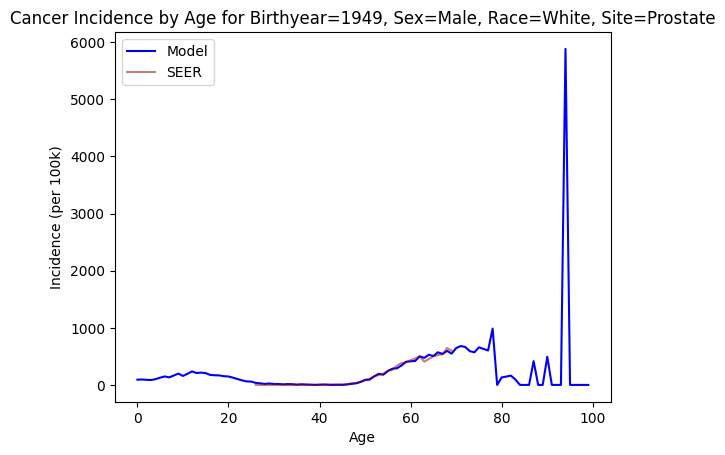 Cancer Incidence by Age for Birthyear=1949, Sex=Male, Race=White, Site=Prostate
Model
SEER
Incidence (per 100k)
6000
5000
4000
3000
2000
1000
0
0 20 40 60 80 100
Age